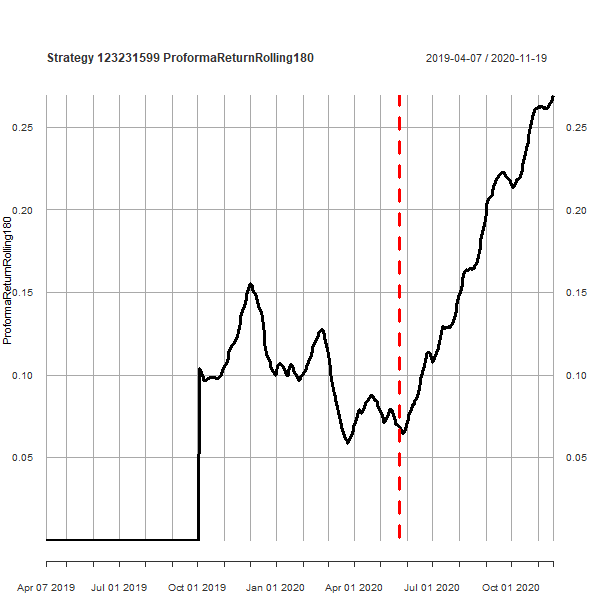 Strategy 123231599 ProformaReturnRolling180
2019-04-07 / 2020-11-19
ProformaReturnRolling180
0.25
0.25
0.20
0.20
0.15
0.15
0.10
0.10
0.05
0.05
Apr 07 2019
Jul 01 2019
Oct 01 2019
Jan 01 2020
Apr 01 2020
Jul 01 2020
Oct 01 2020